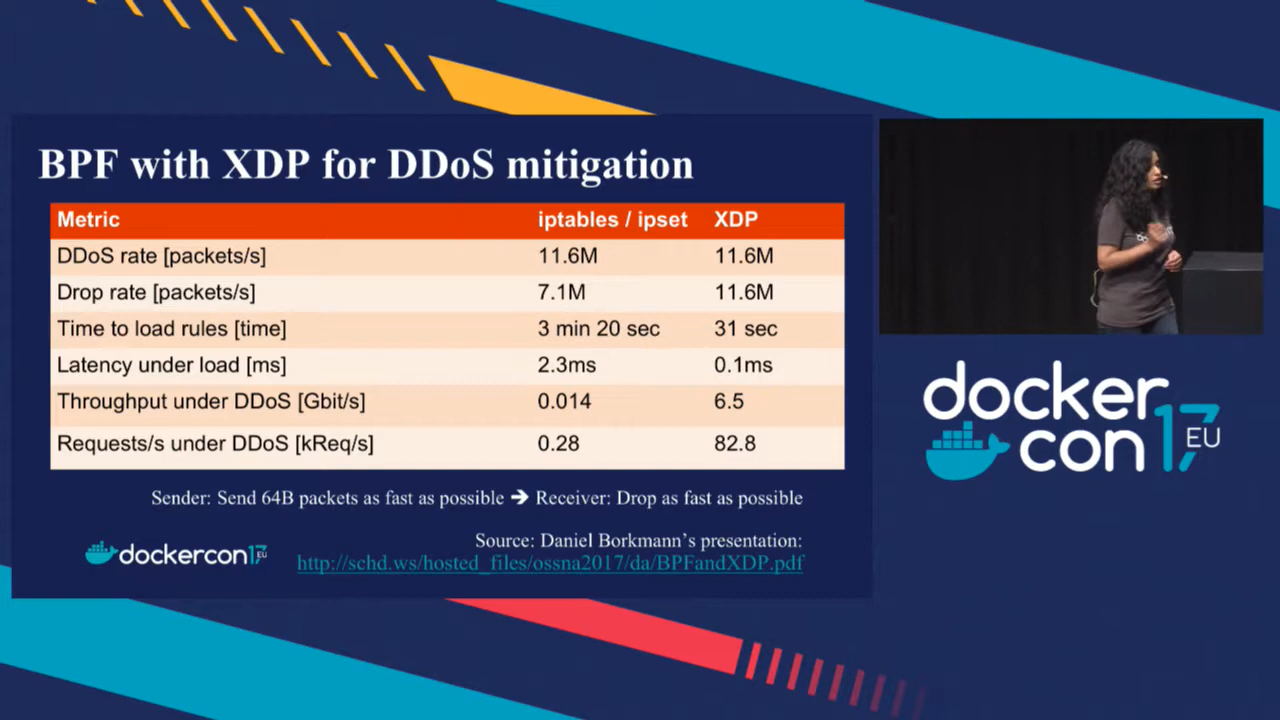 BPF with XDP for DDoS mitigation
Metric iptables / ipset XDP
DDoS rate [packets/s] 11.6M 11.6M
Drop rate [packets/s] 7.1M 11.6M
Time to load rules [time] 3 min 20 sec 31 sec
Latency under load [ms] 2.3ms 0.1ms
Throughput under DDoS [Gbit/s] 0.014 6.5
Requests/s under DDoS [kReq/s] 0.28 82.8
Sender: Send 64B packets as fast as possible ➔ Receiver: Drop as fast as possible
Source: Daniel Borkmann's presentation:
http://schd.ws/hosted_files/ossna2017/da/BPFandXDP.pdf
dockercon17 EU
docker
con 17 EU